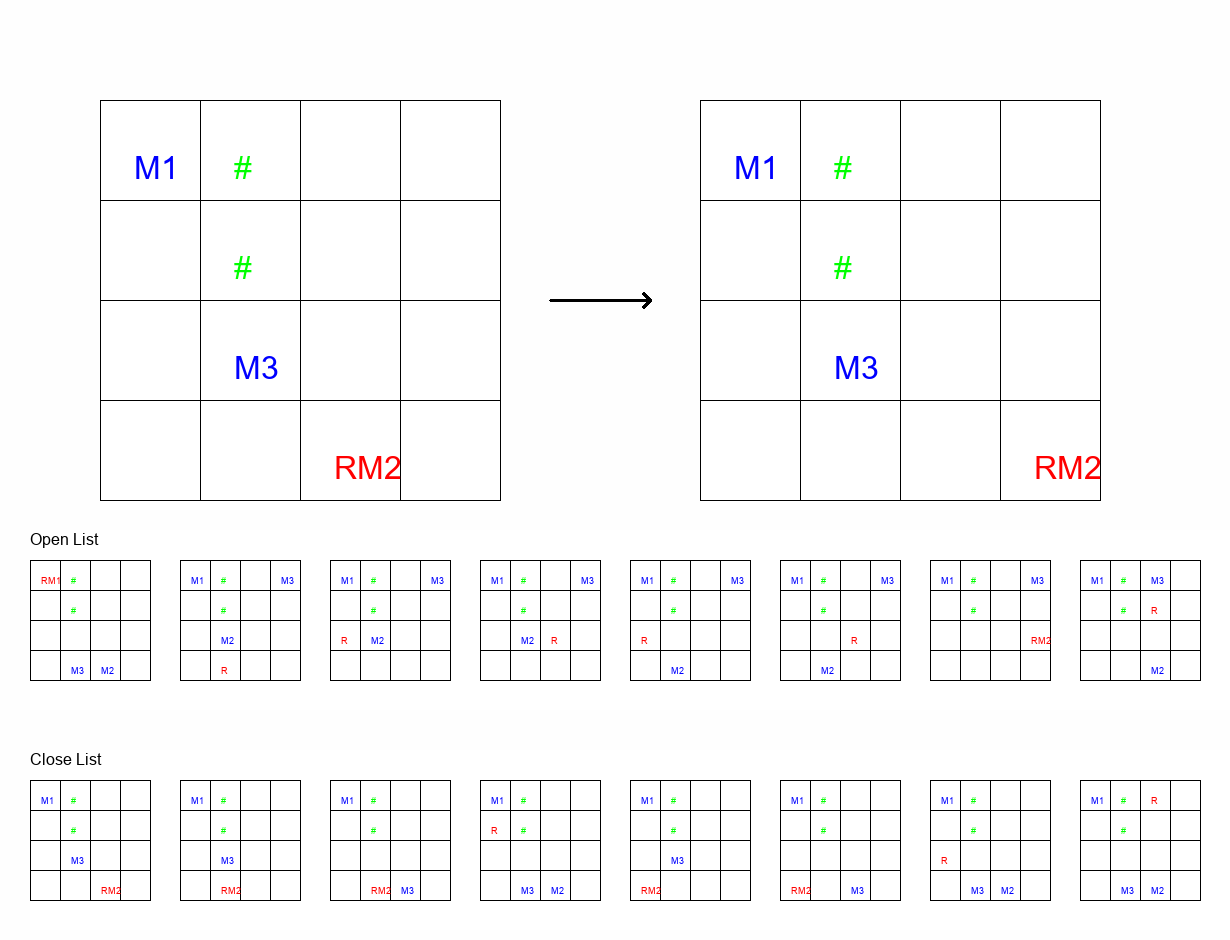 M1 # M1 #
# #
M3 M3
RM2 RM2
Open List
RM1 # M1 # M3 M1 # M3 M1 # M3 M1 # M3 M1 # M3 M1 # M3 M1 # M3
# # # # # # # # R
M2 R M2 M2 R R R RM2
M3 M2 R M2 M2 M2
Close List
M1 # M1 # M1 # M1 # M1 # M1 # M1 # M1 # R
# # # R # # # # #
M3 M3 M3 R
RM2 RM2 RM2 M3 M3 M2 RM2 RM2 M3 M3 M2 M3 M2